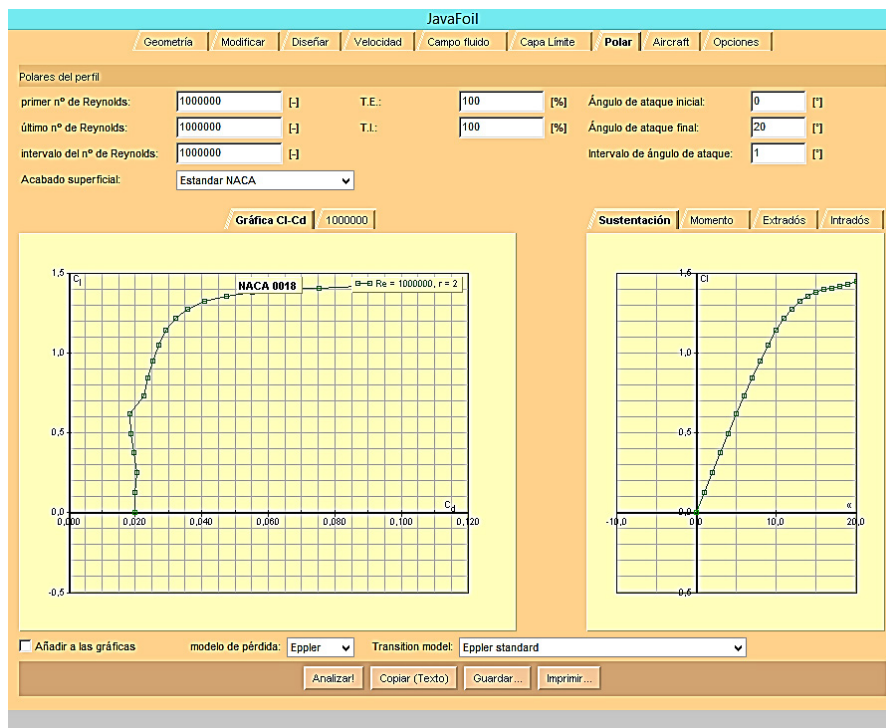 JavaFoil
Geometría Modificar Diseñar Velocidad Campo fluido Capa Límite Polar Aircraft Opciones
Polares del perfil
primer nº de Reynolds: 1000000 [-] T.E.: 100 [%] Ángulo de ataque inicial: 0 [°]
último nº de Reynolds: 1000000 [-] T.I.: 100 [%] Ángulo de ataque final: 20 [°]
intervalo del nº de Reynolds: 1000000 [-] Intervalo de ángulo de ataque: 1 [°]
Acabado superficial: Estandar NACA
Gráfica Cl-Cd 1000000
1,5
Cl
NACA 0018
Re = 1000000, r = 2
1,0
0,5
Cd
0,0
0,000 0,020 0,040 0,060 0,080 0,100 0,120
-0,5
Sustentación Momento Extradós Intradós
1,5
Cl
1,0
0,5
α
0,0
-10,0 0,0 10,0 20,0
-0,5
Añadir a las gráficas modelo de pérdida: Eppler Transition model: Eppler standard
Analizar! Copiar (Texto) Guardar... Imprimir...